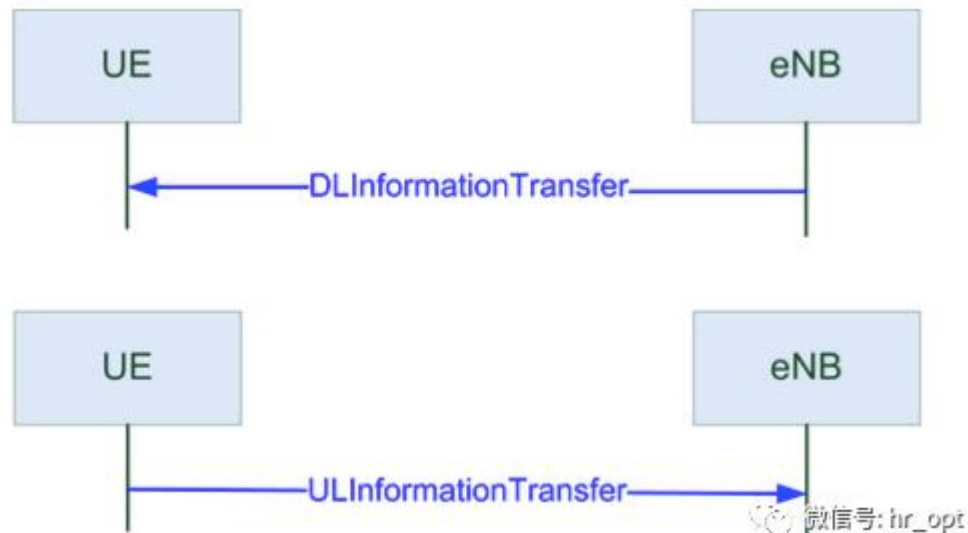 UE
eNB
DLInformationTransfer
UE
eNB
ULInformationTransfer
微信号: hr_opt